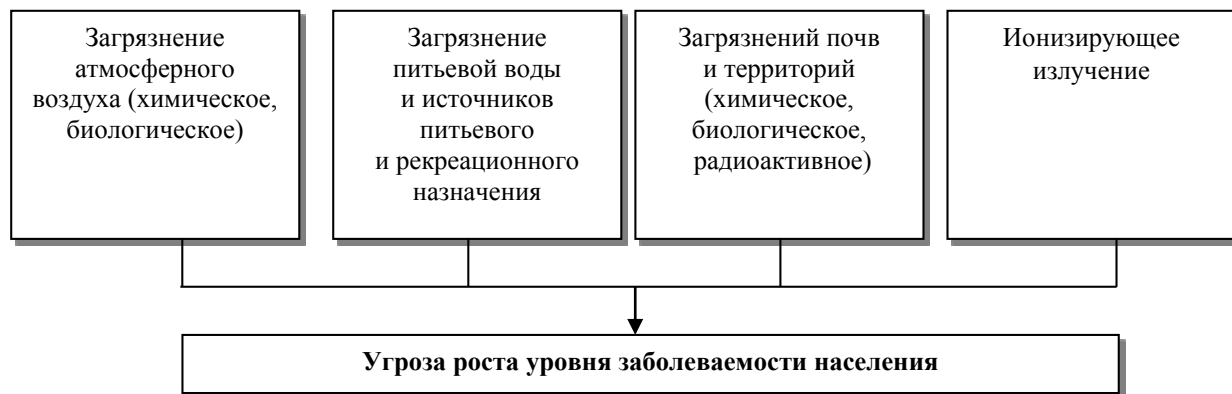 Загрязнение
атмосферного
воздуха (химическое,
биологическое)
Загрязнение
питьевой воды
и источников
питьевого
и рекреационного
назначения
Загрязнений почв
и территорий
(химическое,
биологическое,
радиоактивное)
Ионизирующее
излучение
Угроза роста уровня заболеваемости населения